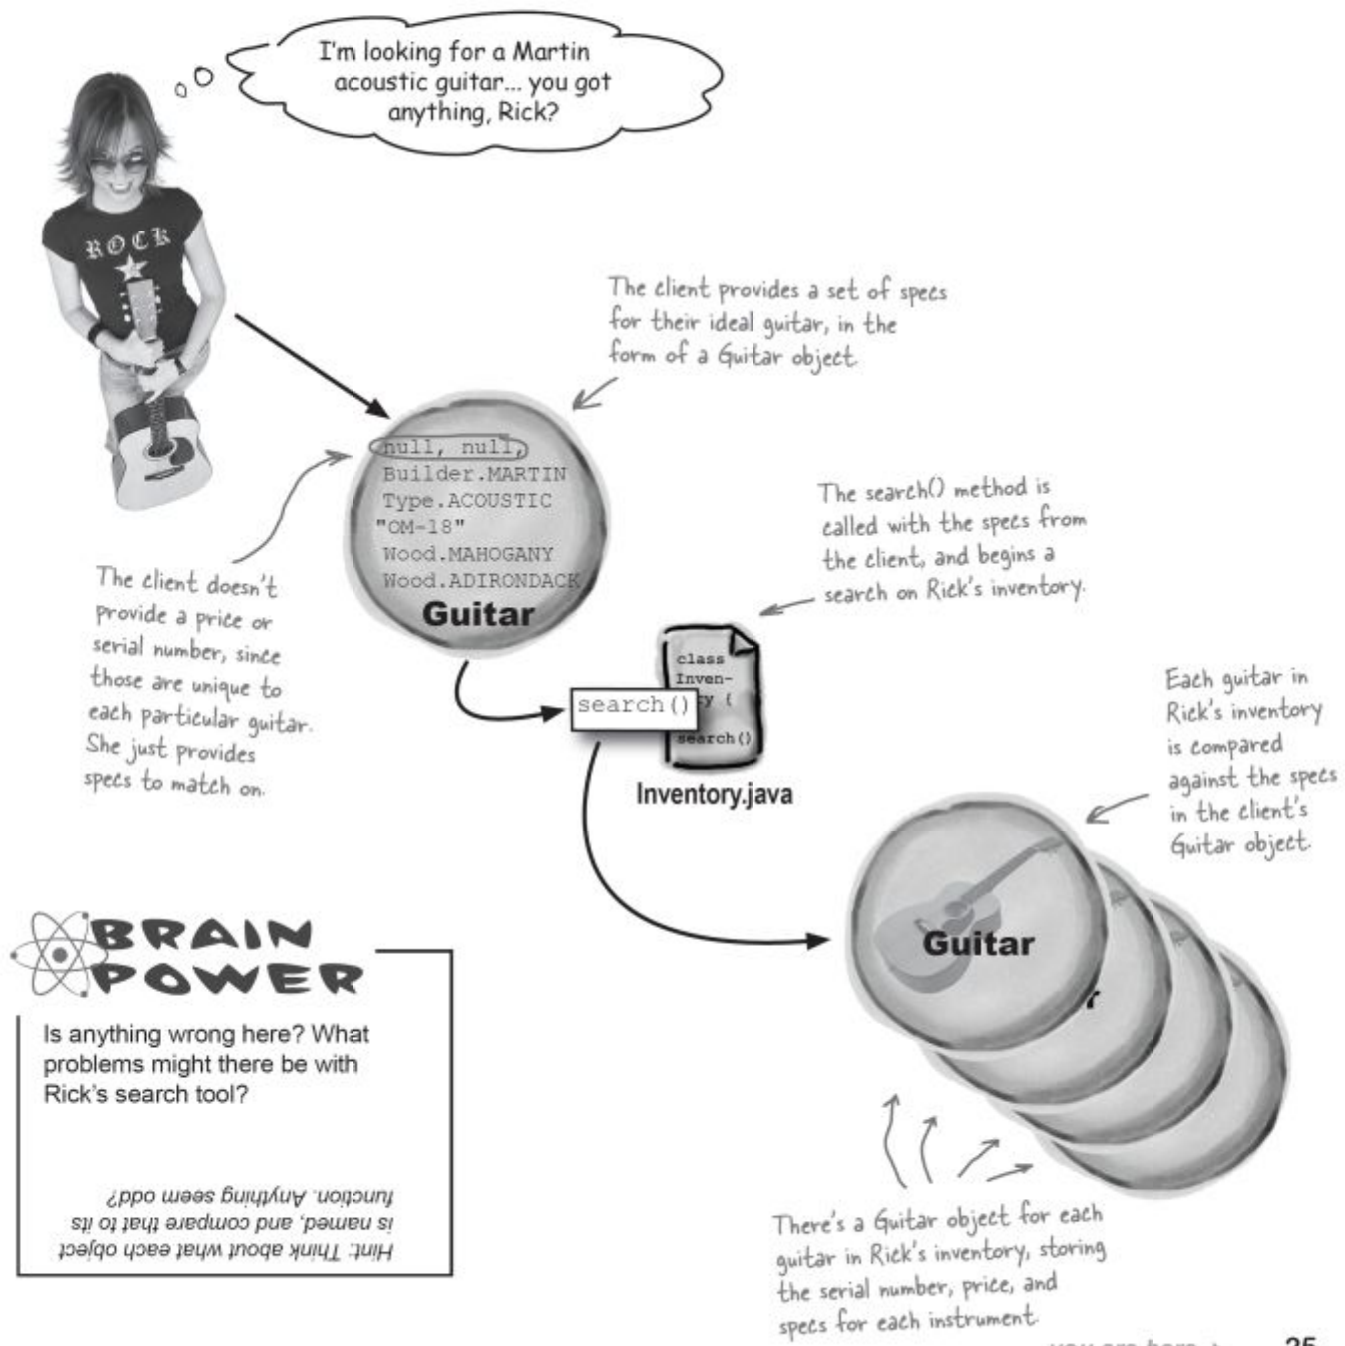 I'm looking for a Martin
acoustic guitar... you got
anything, Rick?
ROCK
The client provides a set of specs
for their ideal guitar, in the
form of a Guitar object.
null, null,
Builder.MARTIN
Type.ACOUSTIC
"OM-18"
Wood.MAHOGANY
Wood.ADIRONDACK
Guitar
The client doesn't
provide a price or
serial number, since
those are unique to
each particular guitar.
She just provides
specs to match on.
The search() method is
called with the specs from
the client, and begins a
search on Rick's inventory.
search()
class
Inven-
y {
search()
Inventory.java
Each guitar in
Rick's inventory
is compared
against the specs
in the client's
Guitar object.
Guitar
r
BRAIN
POWER
Is anything wrong here? What
problems might there be with
Rick's search tool?
Hint: Think about what each object
is named, and compare that to its
function. Anything seem odd?
There's a Guitar object for each
guitar in Rick's inventory, storing
the serial number, price, and
specs for each instrument.